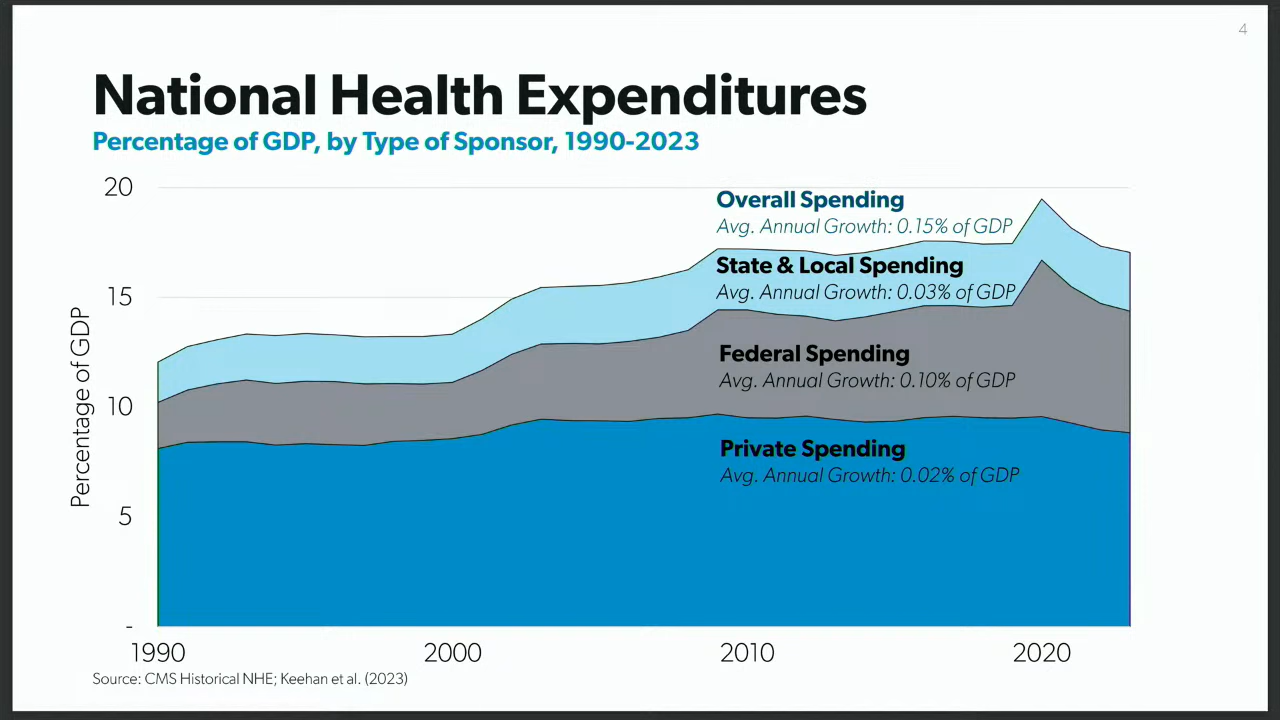 4
National Health Expenditures
Percentage of GDP, by Type of Sponsor, 1990-2023
20
Overall Spending
Avg. Annual Growth: 0.15% of GDP
State & Local Spending
Avg. Annual Growth: 0.03% of GDP
15
Federal Spending
Avg. Annual Growth: 0.10% of GDP
10
Private Spending
Avg. Annual Growth: 0.02% of GDP
5
-
Percentage of GDP
1990 2000 2010 2020
Source: CMS Historical NHE; Keehan et al. (2023)